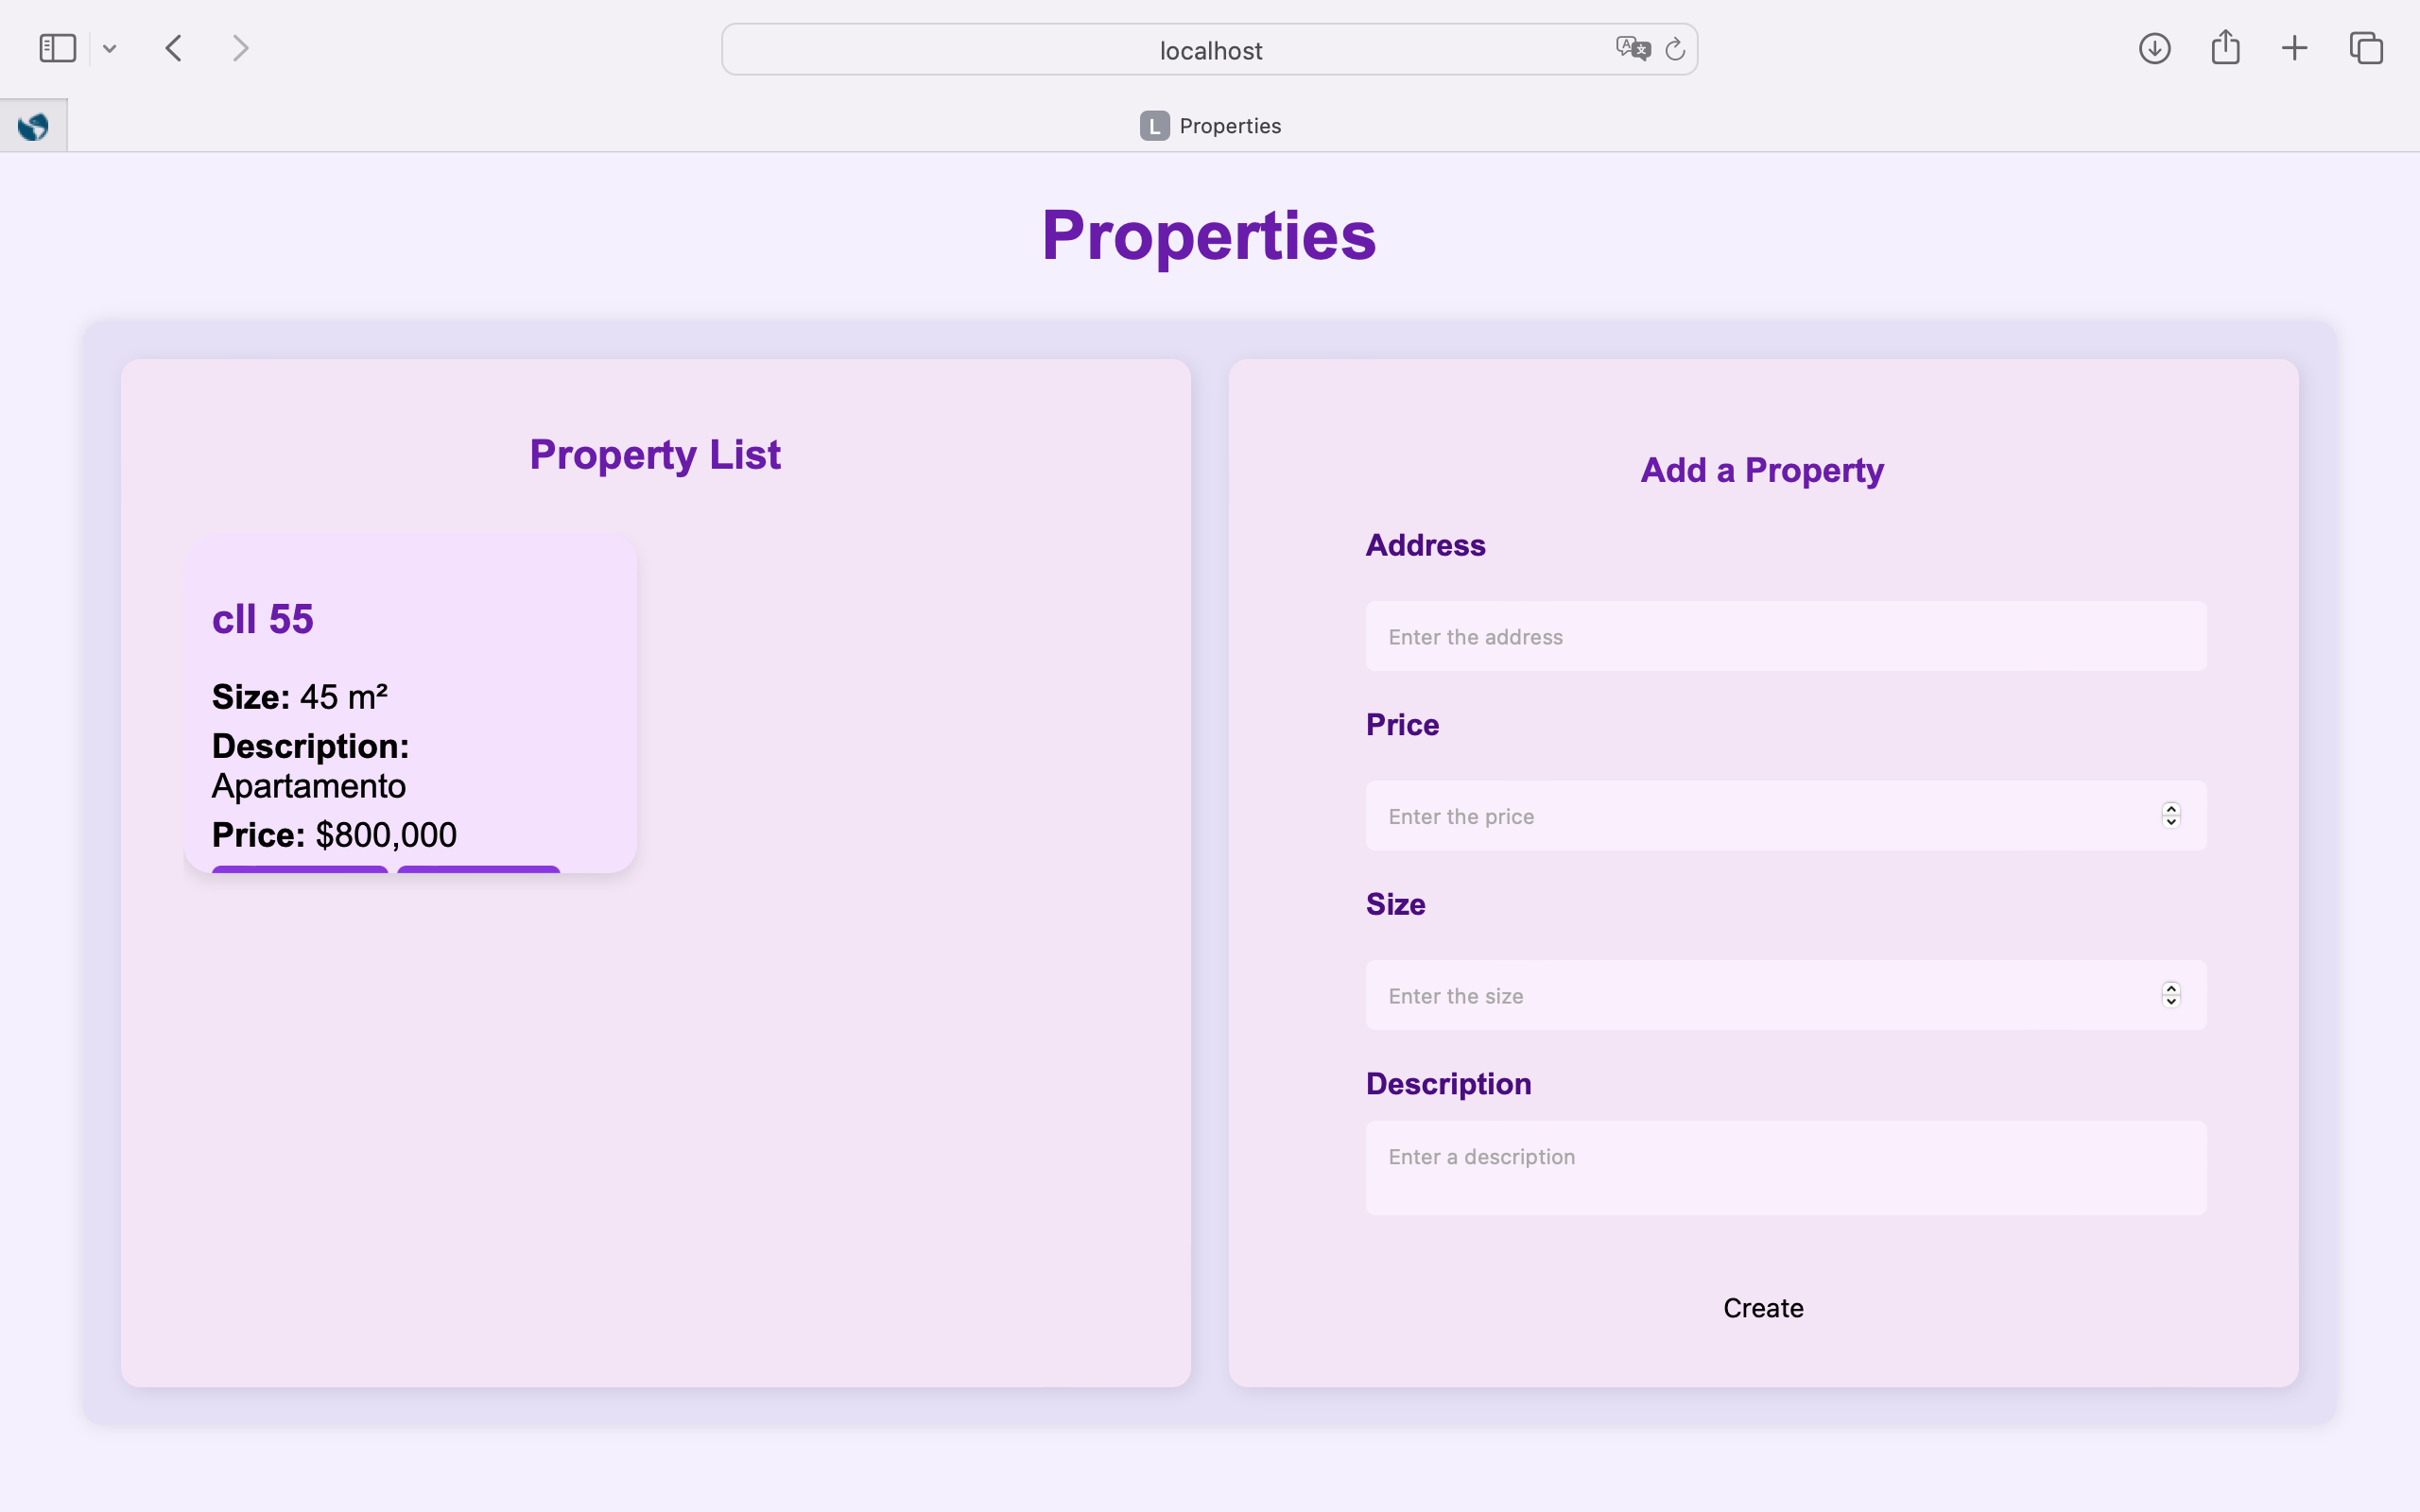 localhost
L Properties
Properties
Property List
cll 55
Size: 45 m²
Description:
Apartamento
Price: $800,000
Add a Property
Address
Enter the address
Price
Enter the price
Size
Enter the size
Description
Enter a description
Create